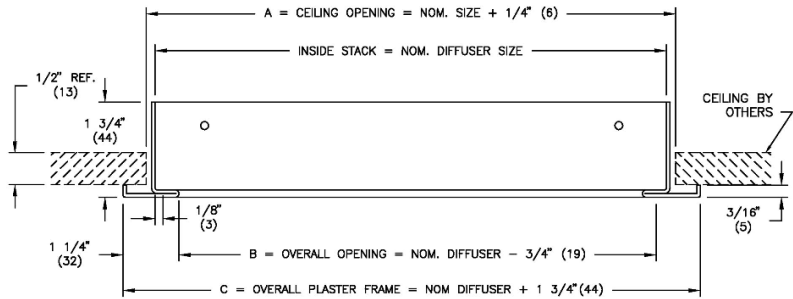 A = CEILING OPENING = NOM. SIZE + 1/4" (6)
INSIDE STACK = NOM. DIFFUSER SIZE
1/2" REF.
(13)
1 3/4"
(44)
CEILING BY
OTHERS
1/8"
(3)
3/16"
(5)
1 1/4"
(32)
B = OVERALL OPENING = NOM. DIFFUSER - 3/4" (19)
C = OVERALL PLASTER FRAME = NOM DIFFUSER + 1 3/4"(44)